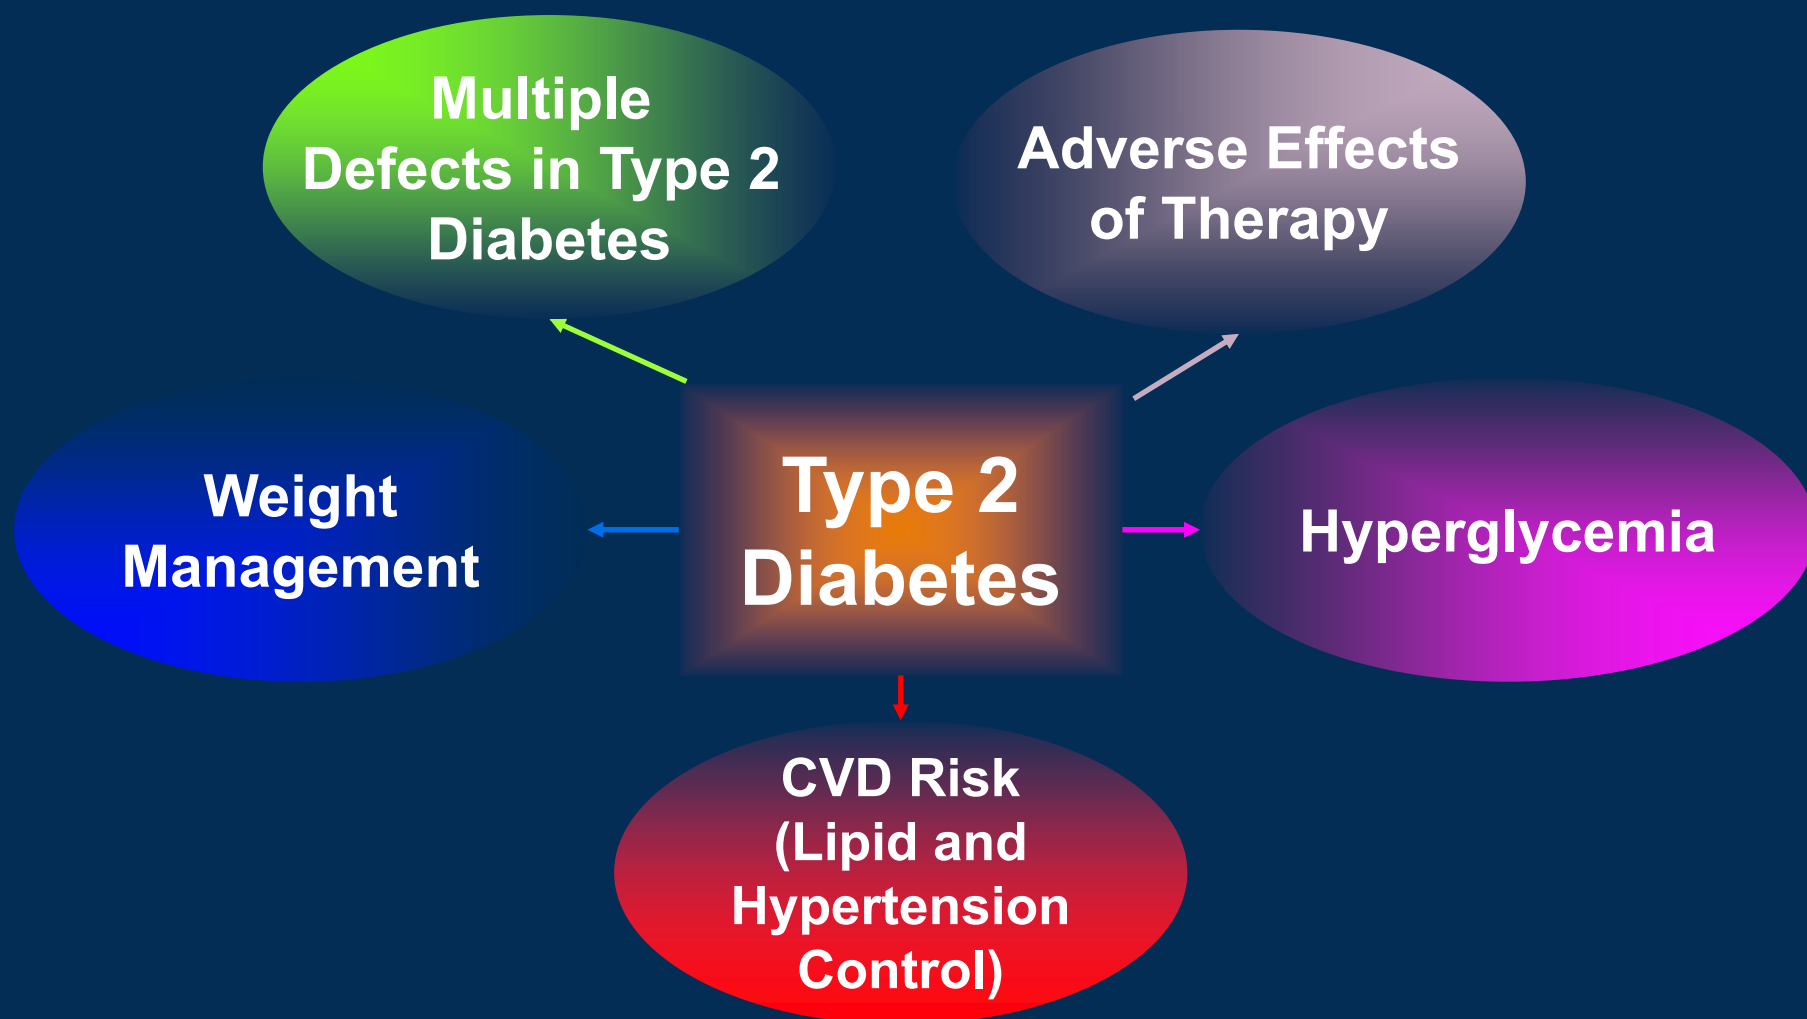 Multiple
Defects in Type 2
Diabetes
Adverse Effects
of Therapy
Weight
Management
Type 2
Diabetes
Hyperglycemia
CVD Risk
(Lipid and
Hypertension
Control)